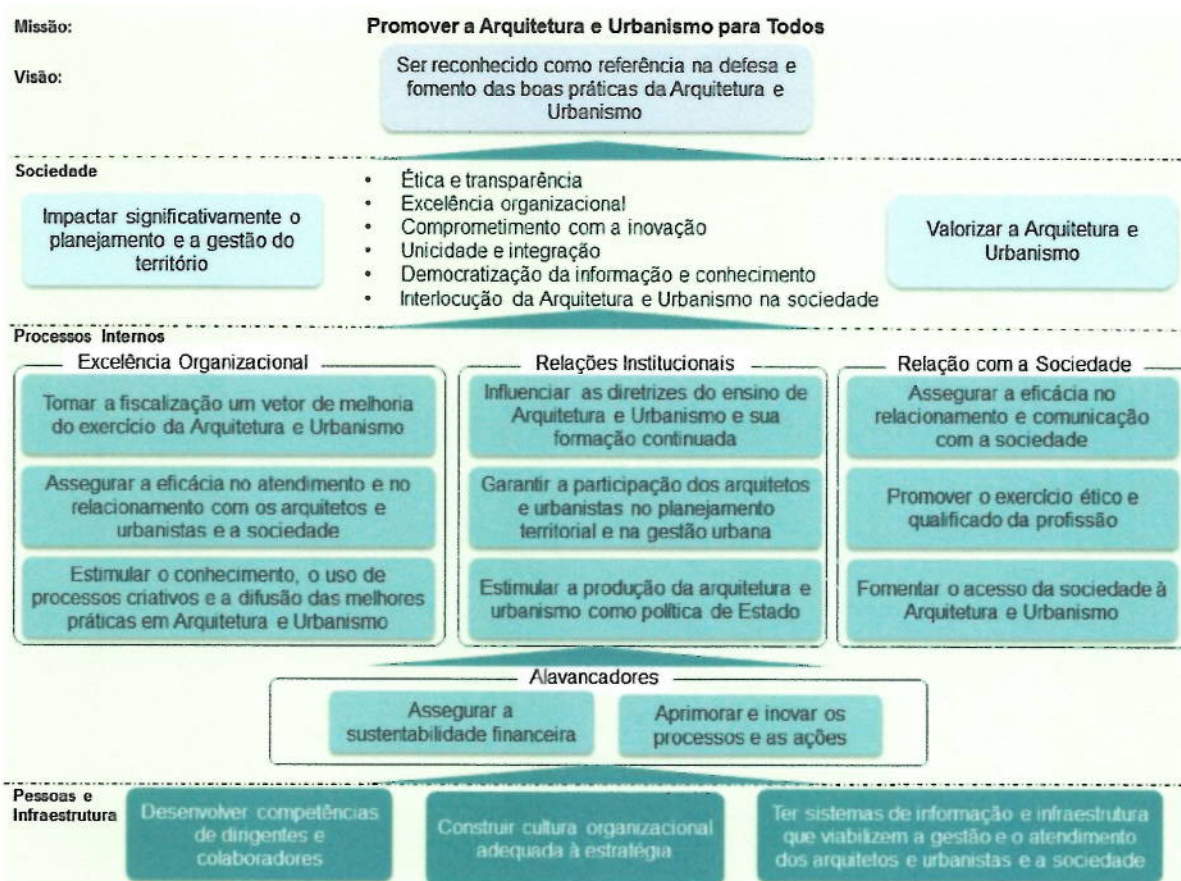 Missão:
Promover a Arquitetura e Urbanismo para Todos
Visão:
Ser reconhecido como referência na defesa e
fomento das boas práticas da Arquitetura e
Urbanismo
Sociedade
Impactar significativamente o
planejamento e a gestão do
território
• Ética e transparência
• Excelência organizacional
• Comprometimento com a inovação
• Unicidade e integração
• Democratização da informação e conhecimento
• Interlocução da Arquitetura e Urbanismo na sociedade
Valorizar a Arquitetura e
Urbanismo
Processos Internos
Excelência Organizacional
Tornar a fiscalização um vetor de melhoria
do exercício da Arquitetura e Urbanismo
Assegurar a eficácia no atendimento e no
relacionamento com os arquitetos e
urbanistas e a sociedade
Estimular o conhecimento, o uso de
processos criativos e a difusão das melhores
práticas em Arquitetura e Urbanismo
Relações Institucionais
Influenciar as diretrizes do ensino de
Arquitetura e Urbanismo e sua
formação continuada
Garantir a participação dos arquitetos
e urbanistas no planejamento
territorial e na gestão urbana
Estimular a produção da arquitetura e
urbanismo como política de Estado
Relação com a Sociedade
Assegurar a eficácia no
relacionamento e comunicação
com a sociedade
Promover o exercício ético e
qualificado da profissão
Fomentar o acesso da sociedade à
Arquitetura e Urbanismo
Alavancadores
Assegurar a
sustentabilidade financeira
Aprimorar e inovar os
processos e as ações
Pessoas e
Infraestrutura
Desenvolver competências
de dirigentes e
colaboradores
Construir cultura organizacional
adequada à estratégia
Ter sistemas de informação e infraestrutura
que viabilizem a gestão e o atendimento
dos arquitetos e urbanistas e a sociedade